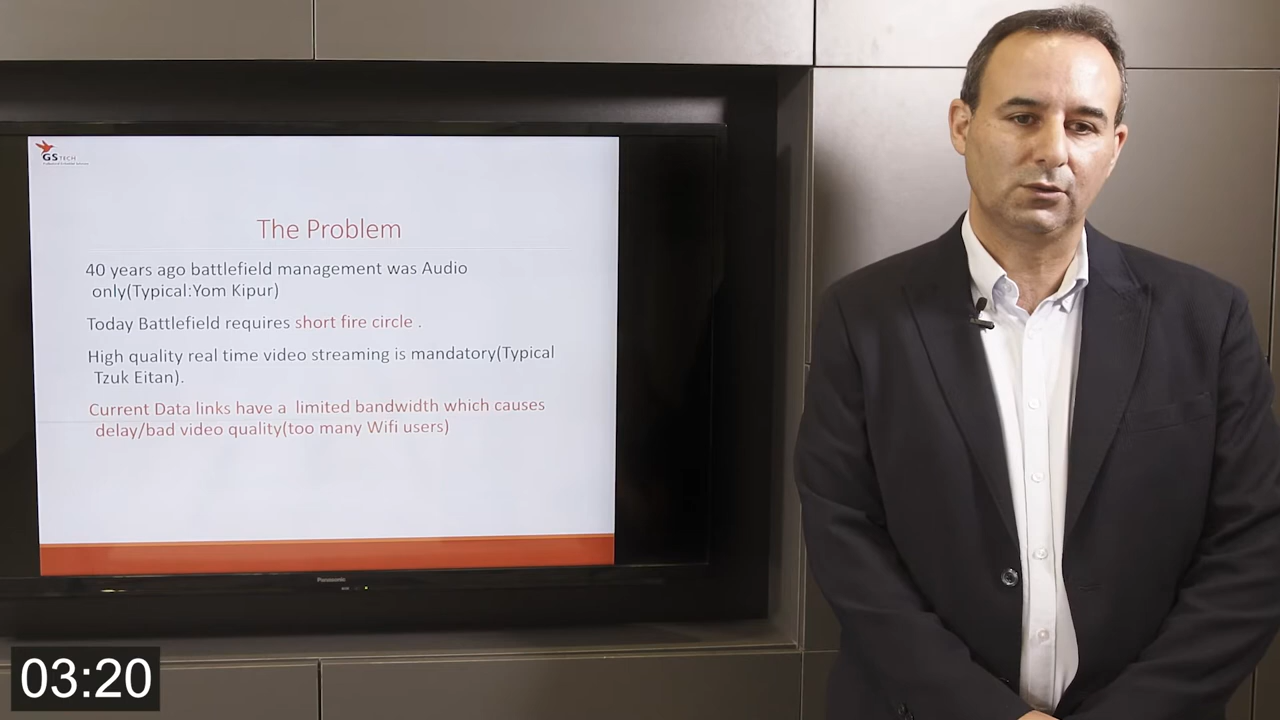 GS TECH
The Problem
40 years ago battlefield management was Audio
only(Typical:Yom Kipur)
Today Battlefield requires short fire circle .
High quality real time video streaming is mandatory(Typical
Tzuk Eitan).
Current Data links have a limited bandwidth which causes
delay/bad video quality(too many Wifi users)
Panasonic
03:20